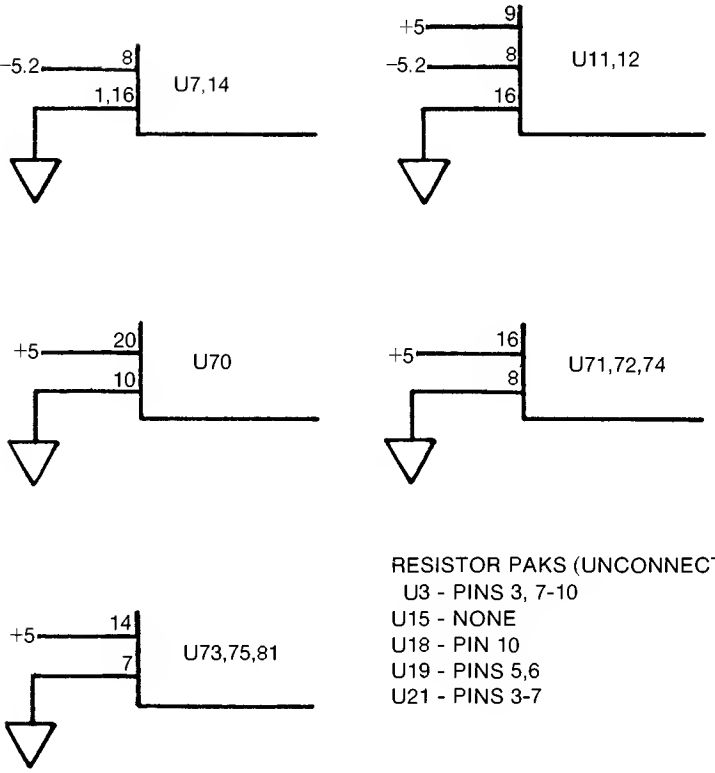 −5.2
8
1,16
U7,14
+5
9
−5.2
8
16
U11,12
+5
20
10
U70
+5
16
8
U71,72,74
+5
14
7
U73,75,81
RESISTOR PAKS (UNCONNECT
U3 - PINS 3, 7-10
U15 - NONE
U18 - PIN 10
U19 - PINS 5,6
U21 - PINS 3-7